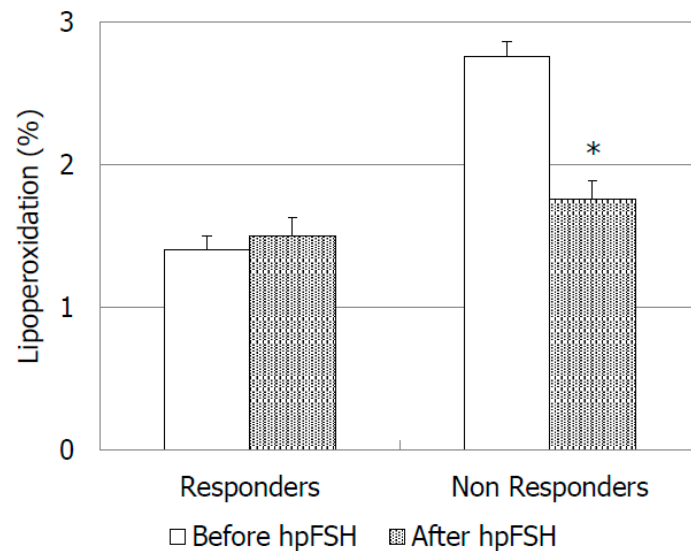 3
2
1
0
Lipoperoxidation (%)
*
Responders
Non Responders
Before hpFSH
After hpFSH